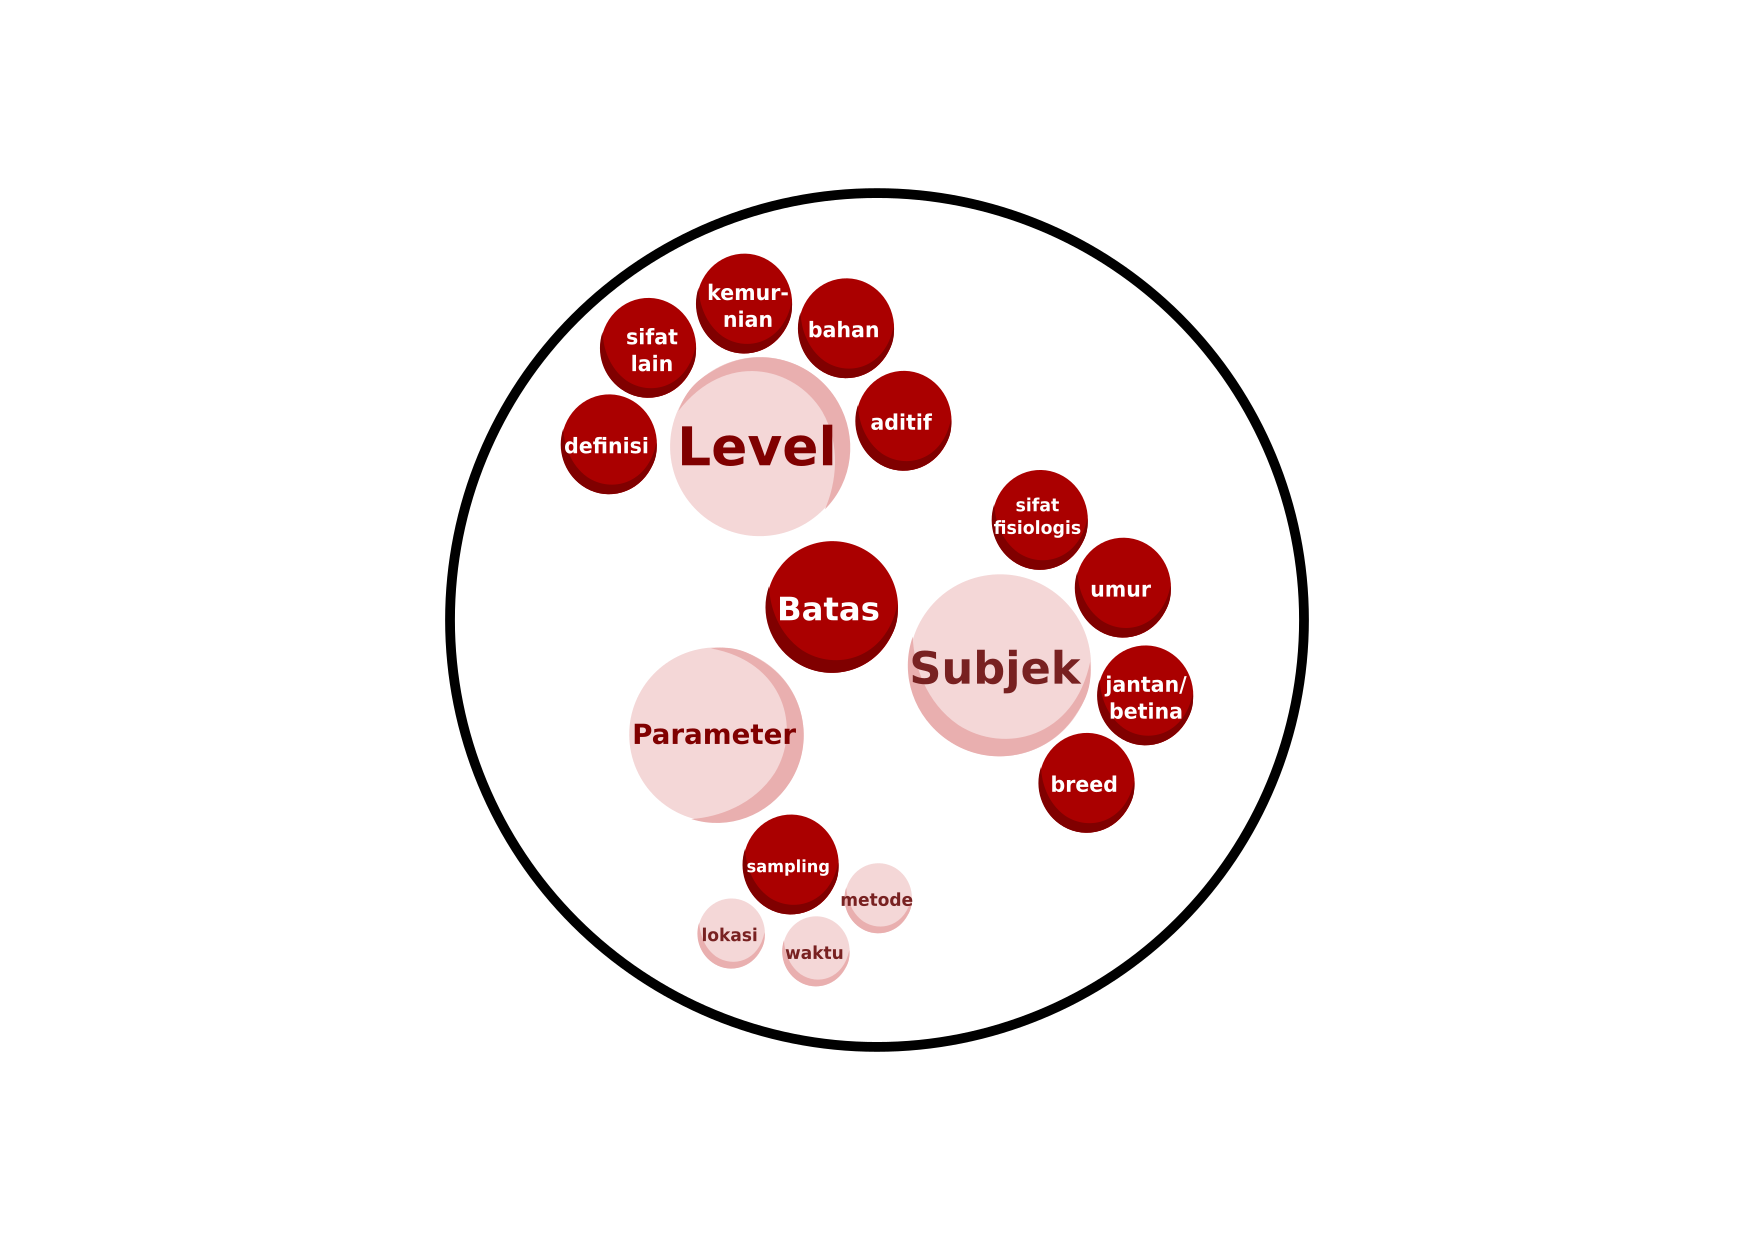 kemur-
nian
bahan
sifat
lain
aditif
definisi
Level
sifat
fisiologis
umur
Batas
Subjek
jantan/
betina
Parameter
breed
sampling
metode
lokasi
waktu